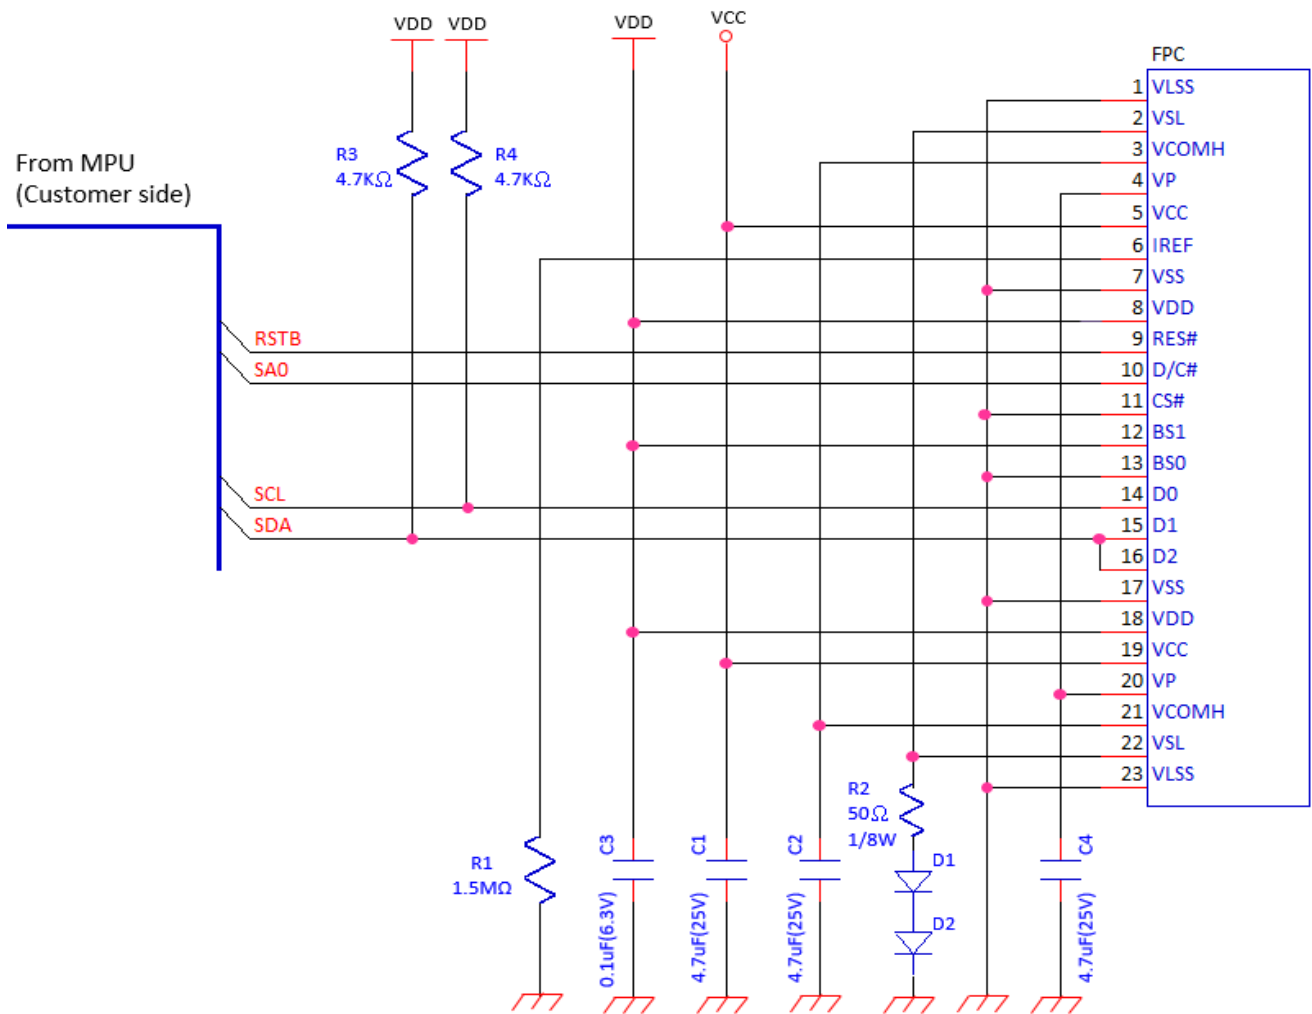 VDD
VDD
VDD
VCC
FPC
From MPU
(Customer side)
R3
4.7KΩ
R4
4.7KΩ
RSTB
SA0
SCL
SDA
1 VLSS
2 VSL
3 VCOMH
4 VP
5 VCC
6 IREF
7 VSS
8 VDD
9 RES#
10 D/C#
11 CS#
12 BS1
13 BS0
14 D0
15 D1
16 D2
17 VSS
18 VDD
19 VCC
20 VP
21 VCOMH
22 VSL
23 VLSS
R1
1.5MΩ
C3
0.1uF(6.3V)
C1
4.7uF(25V)
C2
4.7uF(25V)
R2
50Ω
1/8W
D1
D2
C4
4.7uF(25V)